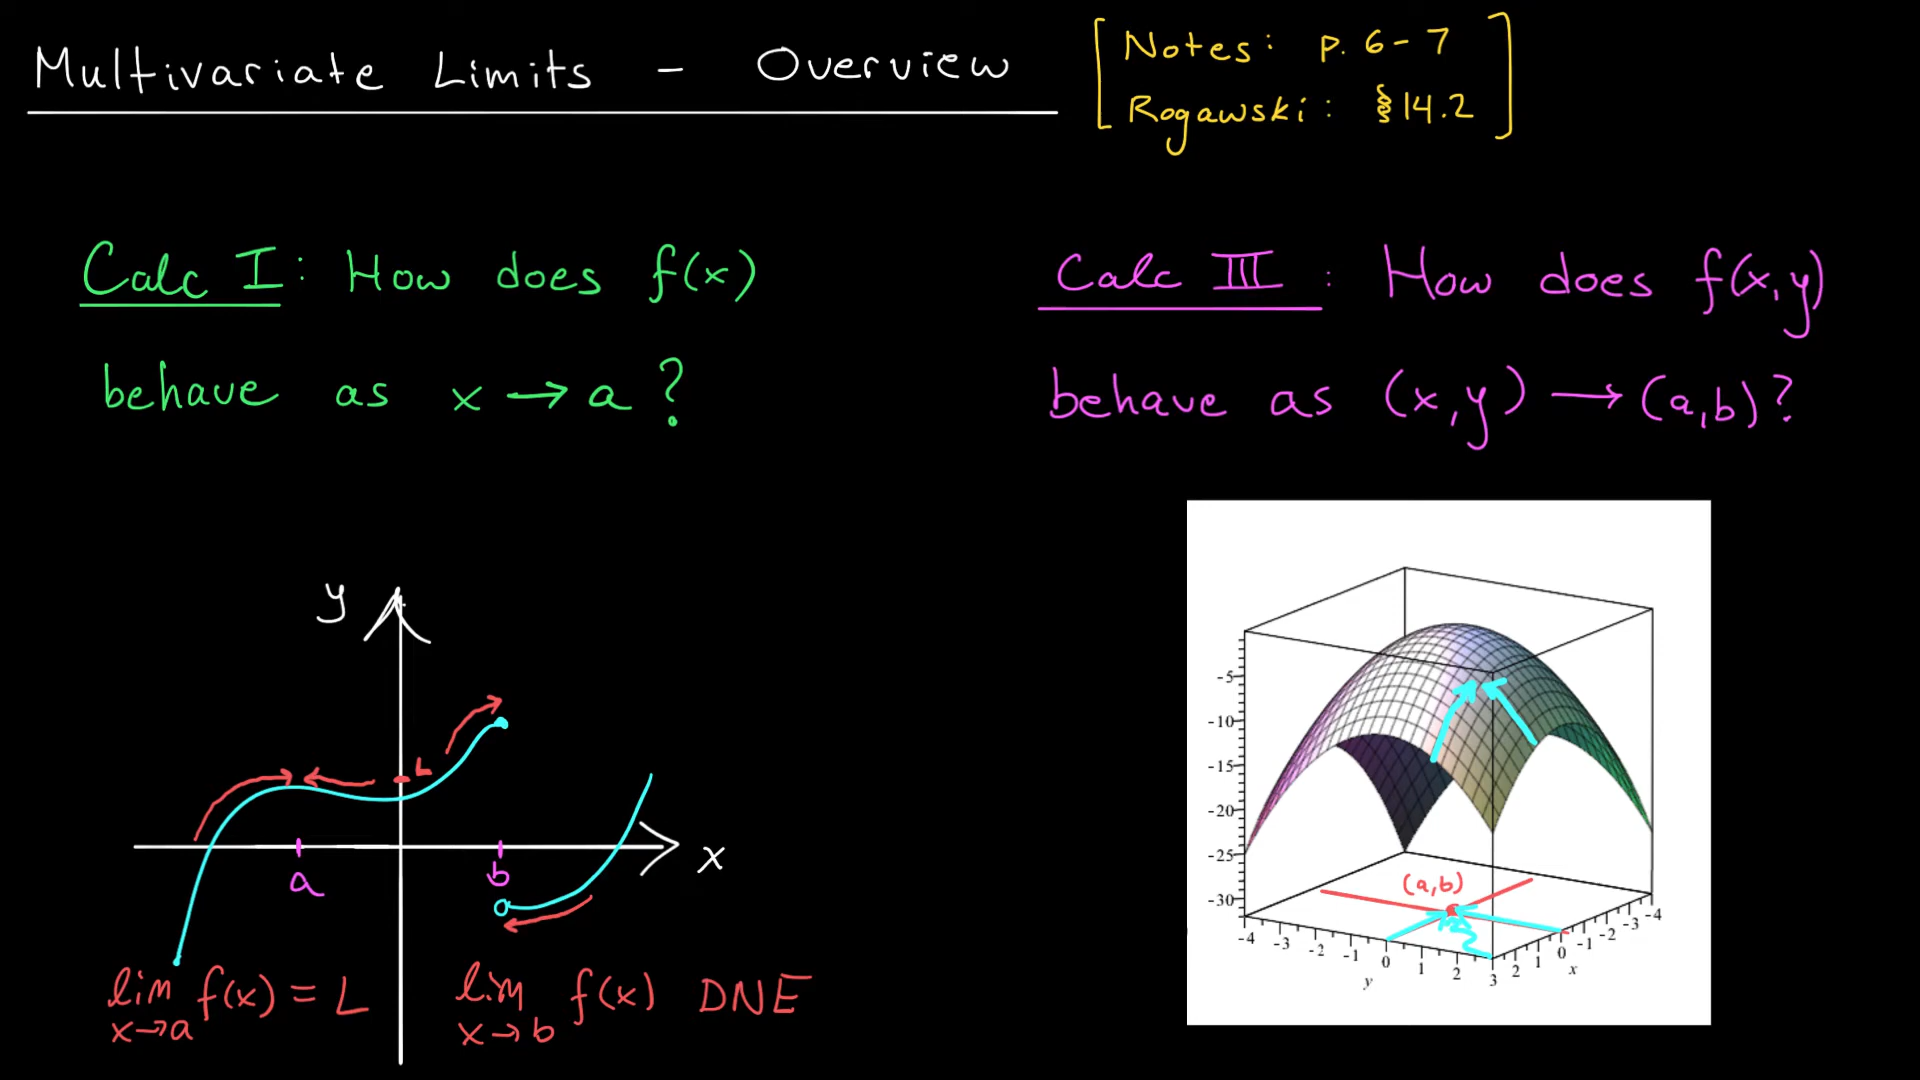 Multivariate Limits - Overview
[Notes: p. 6-7
Rogawski: §14.2]
Calc I: How does f(x)
behave as x → a?
Calc III: How does f(x,y)
behave as (x,y) → (a,b)?
y
L
x
a
b
lim f(x) = L
x→a
lim f(x) DNE
x→b
-5
-10
-15
-20
-25
-30
(a,b)
-4 -3 -2 -1 0 1 2 3
y
2 1 0 -1 -2 -3 -4
x